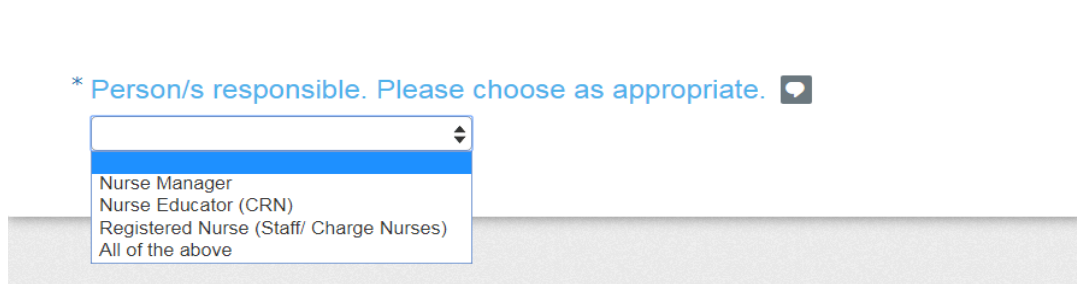 * Person/s responsible. Please choose as appropriate.
Nurse Manager
Nurse Educator (CRN)
Registered Nurse (Staff/ Charge Nurses)
All of the above